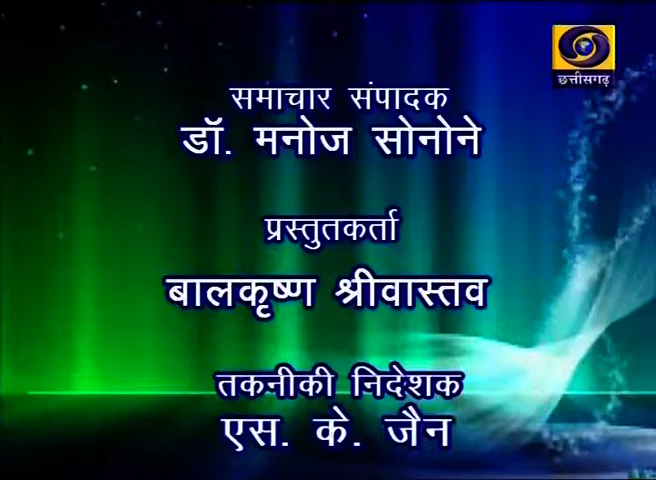 छत्तीसगढ़
समाचार संपादक
डॉ. मनोज सोनोने
प्रस्तुतकर्ता
बालकृष्ण श्रीवास्तव
तकनीकी निदेशक
एस. के. जैन